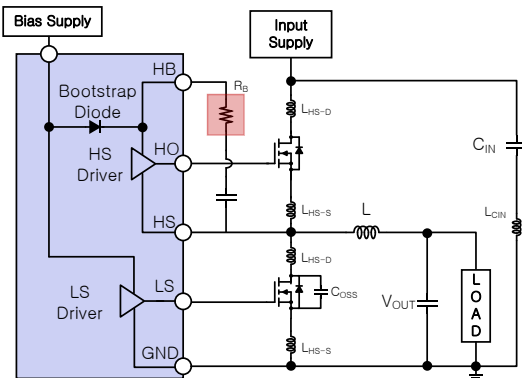 Bias Supply
Input
Supply
HB
R_B
Bootstrap
Diode
L_HS-D
HO
HS
Driver
C_IN
L_HS-S
L_CIN
HS
L
L_HS-D
LS
LS
Driver
C_OSS
V_OUT
LOAD
L_HS-S
GND